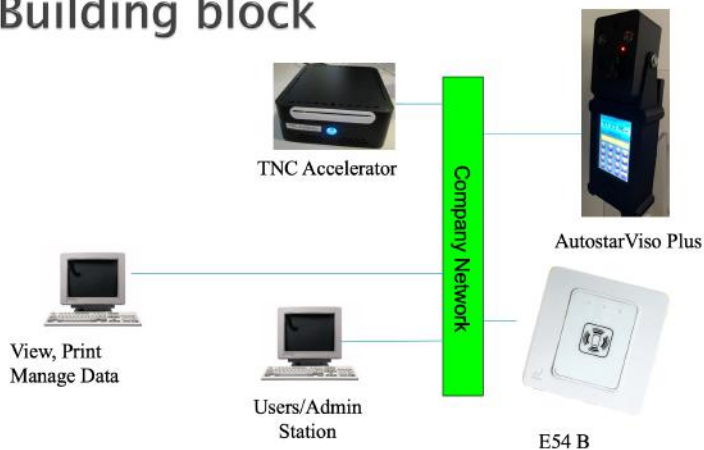 Building block
TNC Accelerator
Company Network
AutostarViso Plus
View, Print
Manage Data
Users/Admin
Station
E54 B